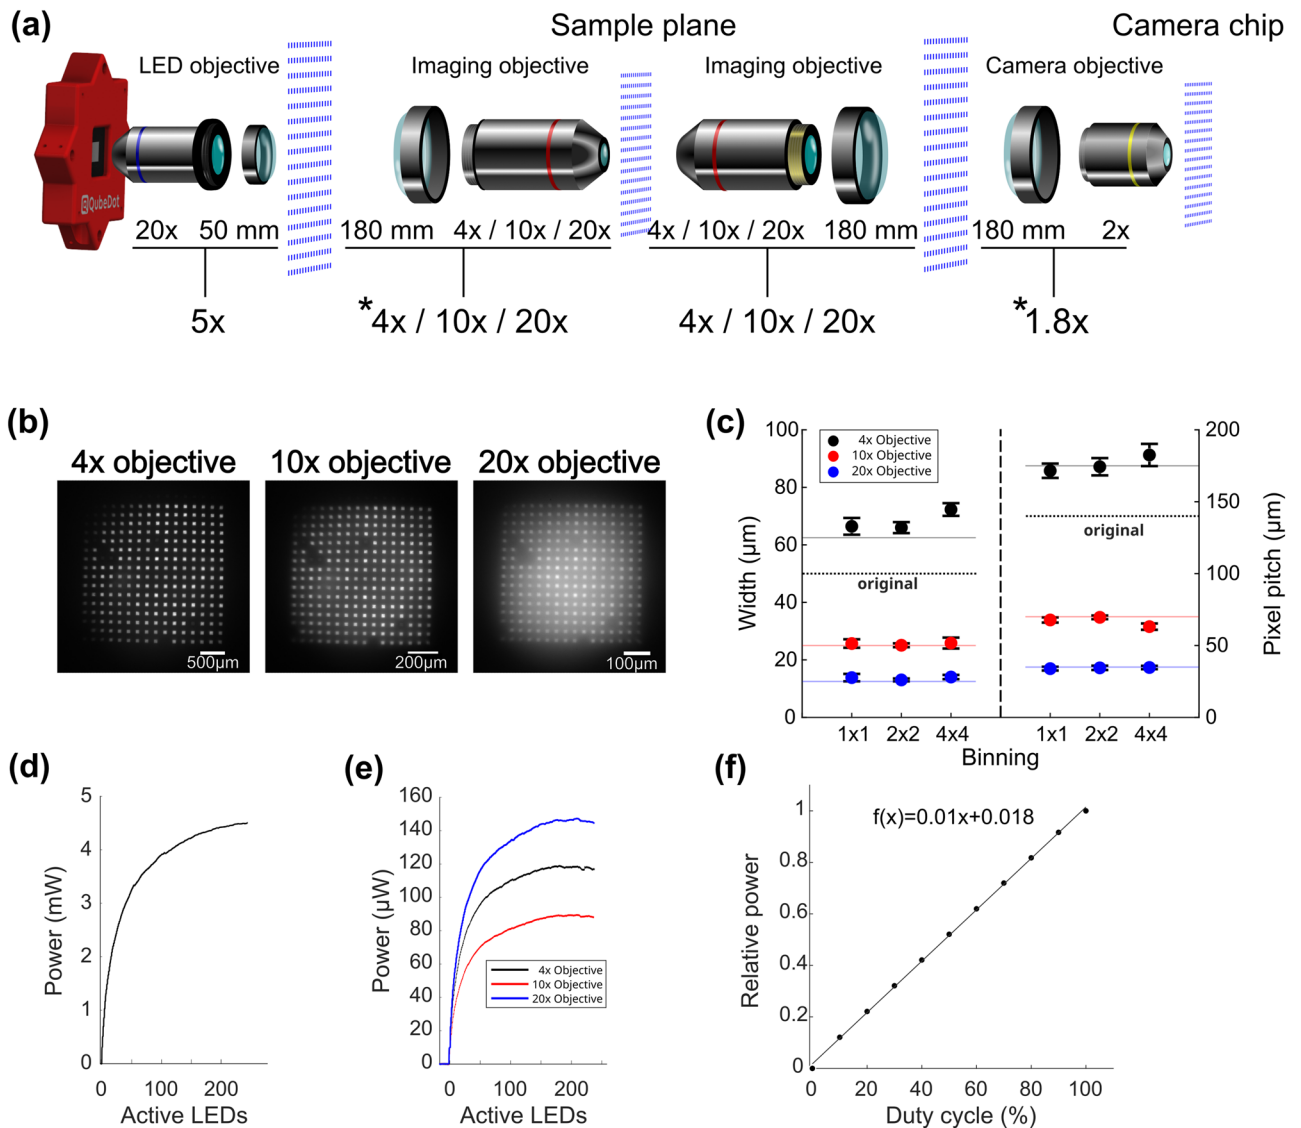 (a)
Sample plane
Camera chip
LED objective
Imaging objective
Imaging objective
Camera objective
QubeDot
20x 50 mm
180 mm 4x / 10x / 20x
4x / 10x / 20x 180 mm
180 mm 2x
5x
*4x / 10x / 20x
4x / 10x / 20x
*1.8x
(b)
4x objective
10x objective
20x objective
500µm
200µm
100µm
(c)
4x Objective
10x Objective
20x Objective
original
original
Width (µm)
100
80
60
40
20
0
Pixel pitch (µm)
200
150
100
50
0
1x1 2x2 4x4
1x1 2x2 4x4
Binning
(d)
Power (mW)
5
4
3
2
1
0
0 100 200
Active LEDs
(e)
Power (µW)
160
140
120
100
80
60
40
20
0
4x Objective
10x Objective
20x Objective
0 100 200
Active LEDs
(f)
f(x)=0.01x+0.018
Relative power
1
0.8
0.6
0.4
0.2
0
20 40 60 80 100
Duty cycle (%)